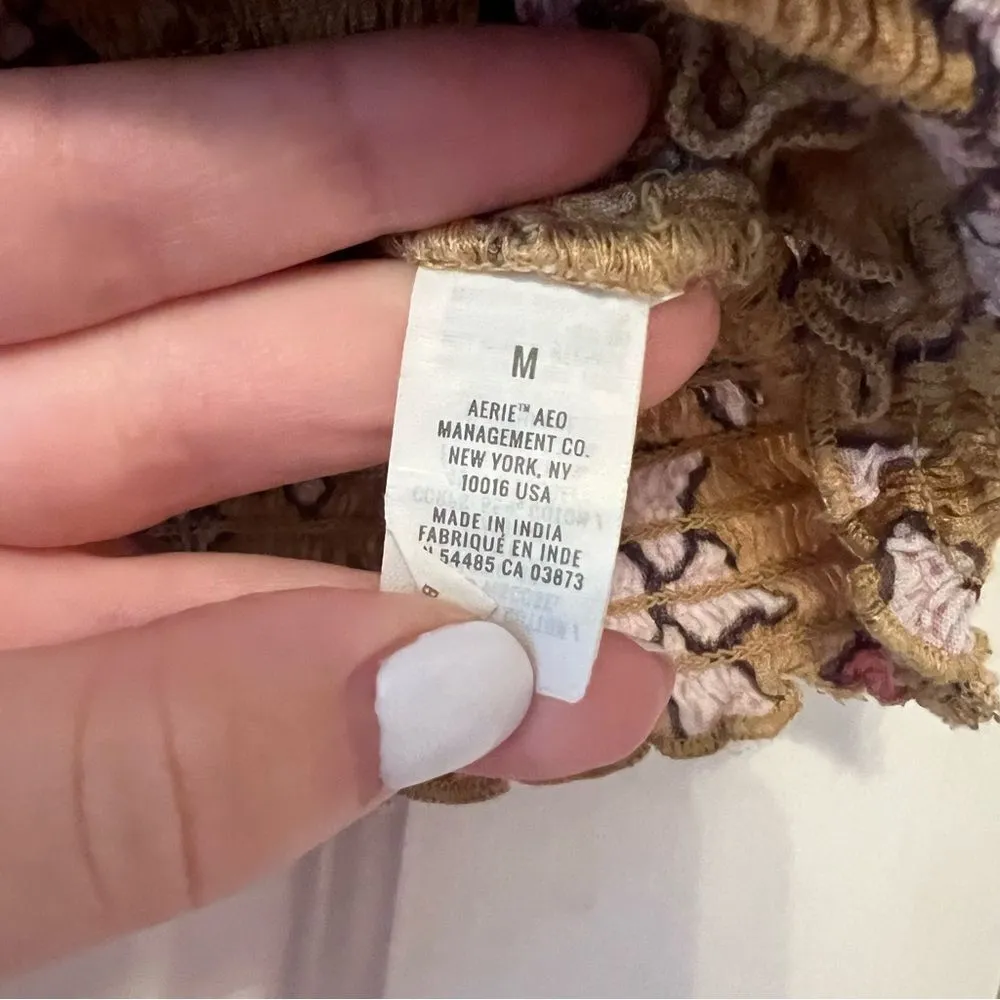 M
AERIE™ AEO
MANAGEMENT CO.
NEW YORK, NY
10016 USA
MADE IN INDIA
FABRIQUÉ EN INDE
54485 CA 03873
B